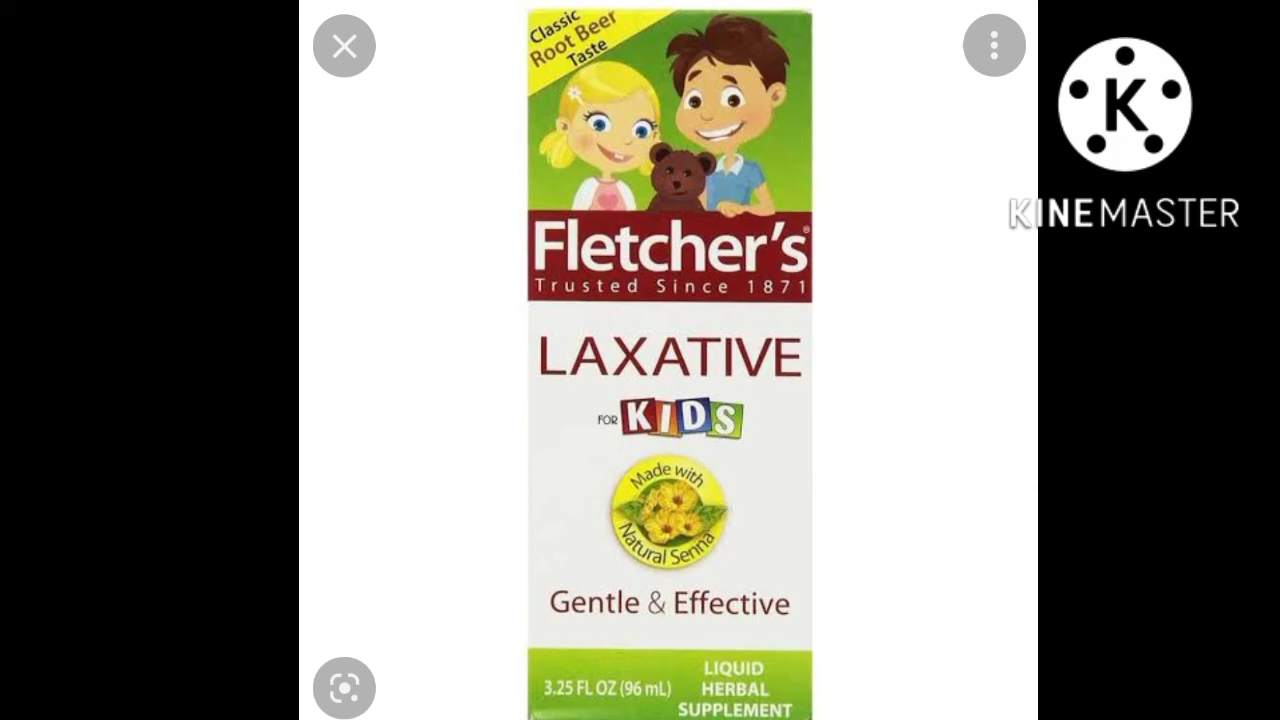 Classic
Root Beer
Taste
Fletcher's®
Trusted Since 1871
LAXATIVE
FOR KIDS
Made with
Natural Senna
Gentle & Effective
3.25 FL OZ (96 mL)
LIQUID
HERBAL
SUPPLEMENT
K
KINEMASTER